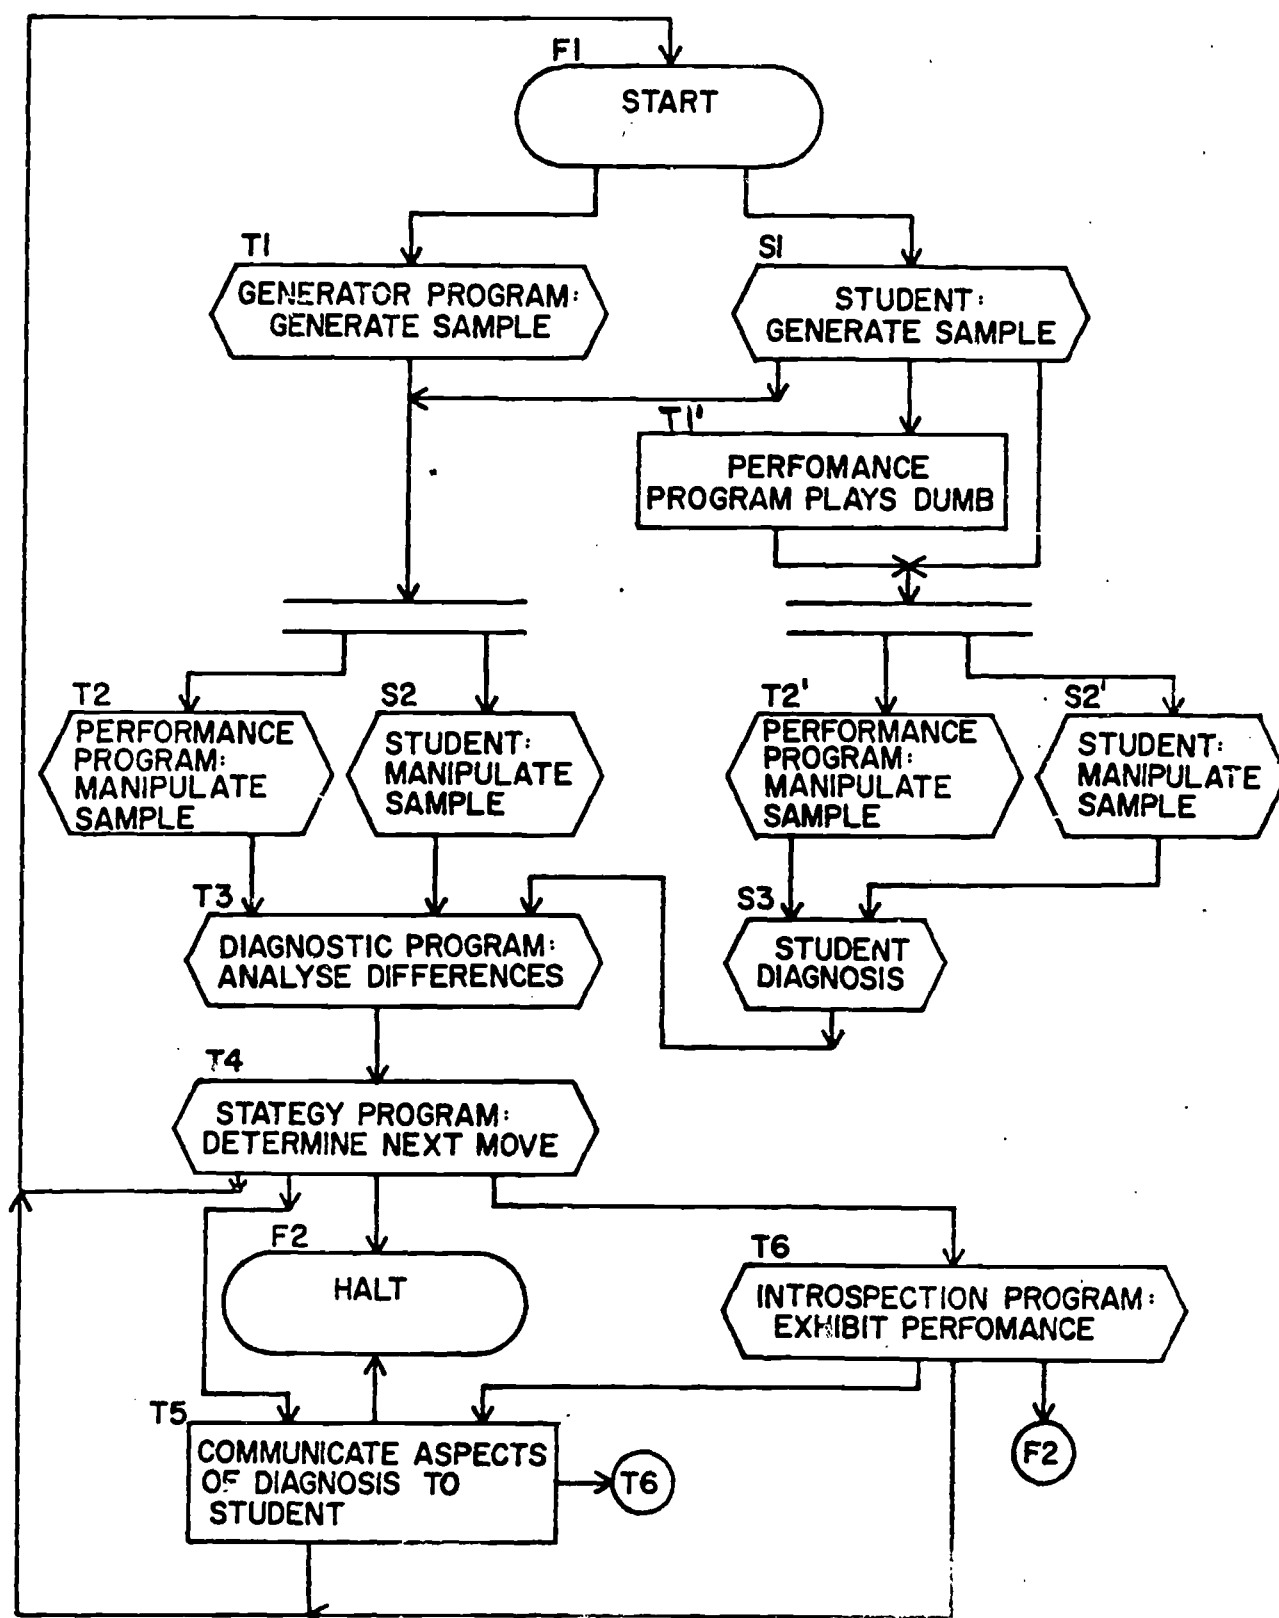 F1
START
T1
GENERATOR PROGRAM:
GENERATE SAMPLE
S1
STUDENT:
GENERATE SAMPLE
T1'
PERFOMANCE
PROGRAM PLAYS DUMB
T2
PERFORMANCE
PROGRAM:
MANIPULATE
SAMPLE
S2
STUDENT:
MANIPULATE
SAMPLE
T2'
PERFORMANCE
PROGRAM:
MANIPULATE
SAMPLE
S2'
STUDENT:
MANIPULATE
SAMPLE
T3
DIAGNOSTIC PROGRAM:
ANALYSE DIFFERENCES
S3
STUDENT
DIAGNOSIS
T4
STATEGY PROGRAM:
DETERMINE NEXT MOVE
F2
HALT
T6
INTROSPECTION PROGRAM:
EXHIBIT PERFOMANCE
T5
COMMUNICATE ASPECTS
OF DIAGNOSIS TO
STUDENT
T6
F2